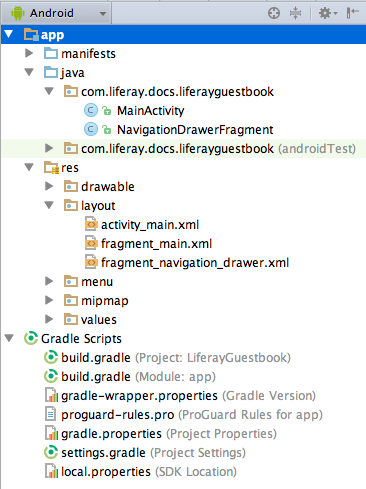 Android
app
manifests
java
com.liferay.docs.liferayguestbook
MainActivity
NavigationDrawerFragment
com.liferay.docs.liferayguestbook (androidTest)
res
drawable
layout
activity_main.xml
fragment_main.xml
fragment_navigation_drawer.xml
menu
mipmap
values
Gradle Scripts
build.gradle (Project: LiferayGuestbook)
build.gradle (Module: app)
gradle-wrapper.properties (Gradle Version)
proguard-rules.pro (ProGuard Rules for app)
gradle.properties (Project Properties)
settings.gradle (Project Settings)
local.properties (SDK Location)